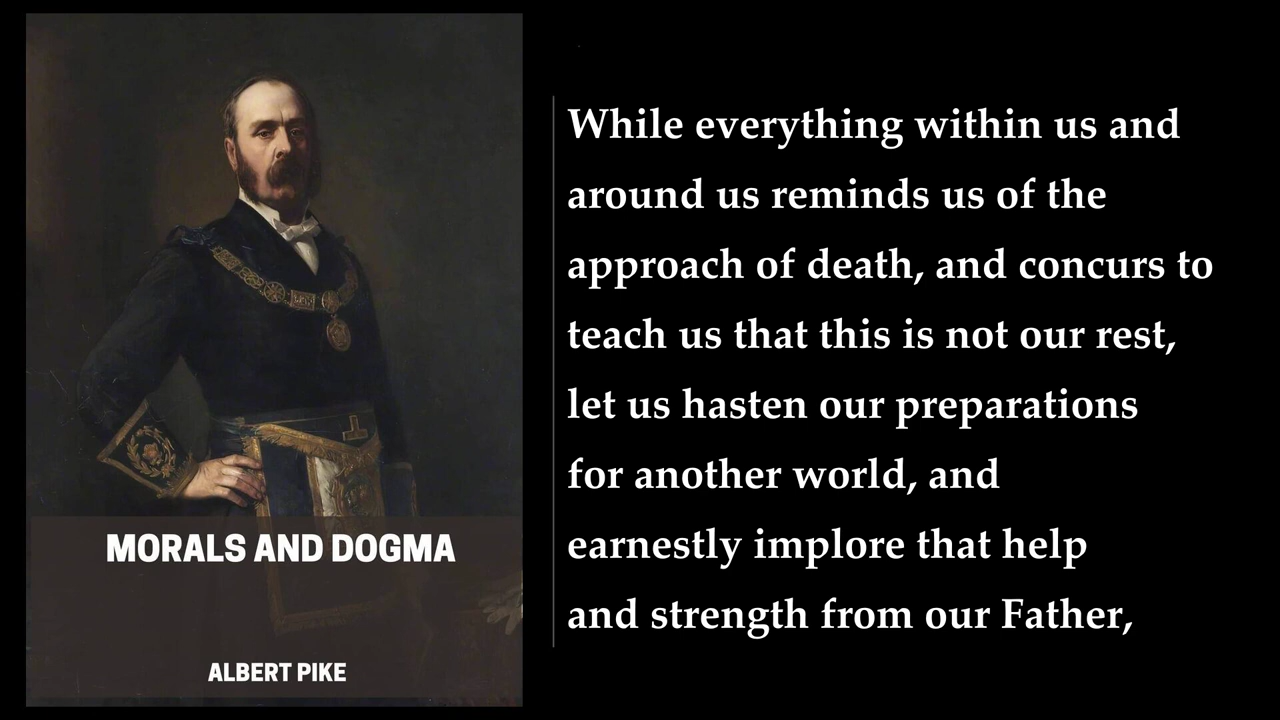 MORALS AND DOGMA
ALBERT PIKE
While everything within us and
around us reminds us of the
approach of death, and concurs to
teach us that this is not our rest,
let us hasten our preparations
for another world, and
earnestly implore that help
and strength from our Father,